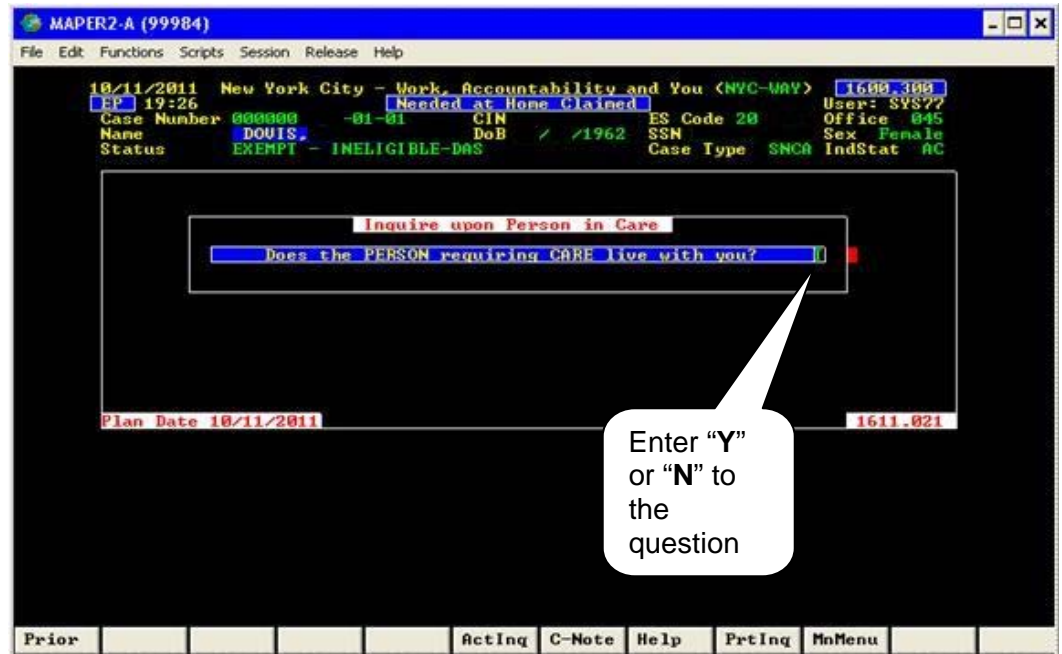 MAPER2-A (99984)
File Edit Functions Scripts Session Release Help
10/11/2011 New York City - Work, Accountability and You <NYC-WAY> 1600.300
EP 19:26 Needed at Home Claimed User: SYS77
Case Number 000000 -01-01 CIN ES Code 20 Office 045
Name DOVIS, DoB / /1962 SSN Sex Female
Status EXEMPT - INELIGIBLE-DAS Case Type SNCA IndStat AC
Inquire upon Person in Care
Does the PERSON requiring CARE live with you?
Plan Date 10/11/2011 1611.021
Enter “Y”
or “N” to
the
question
Prior ActInq C-Note Help PrtInq MnMenu